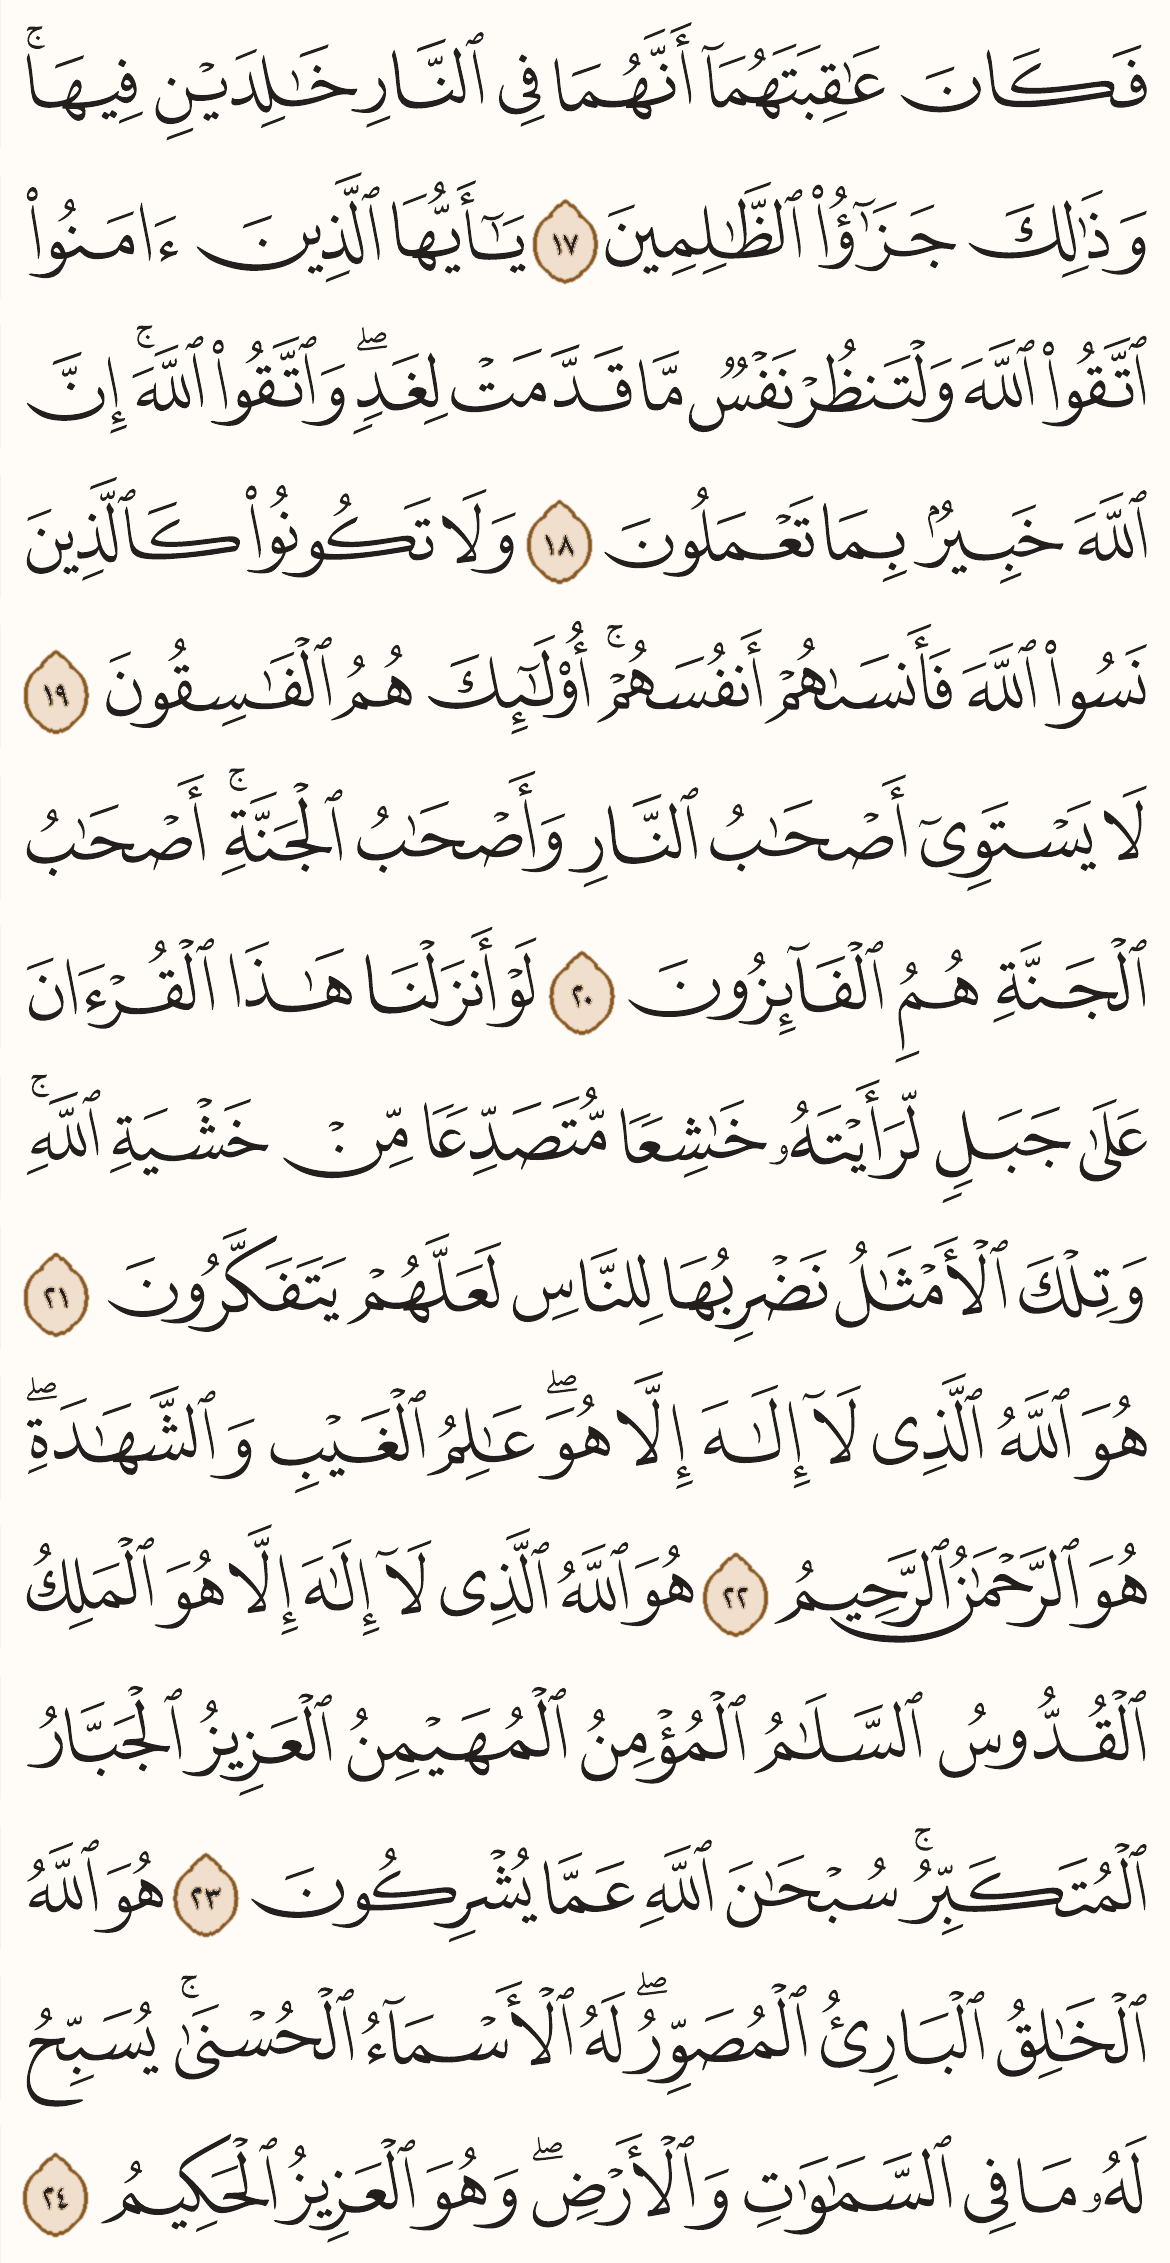 فَكَانَ عَٰقِبَتَهُمَآ أَنَّهُمَا فِى ٱلنَّارِ خَٰلِدَيْنِ فِيهَا ۚ
وَذَٰلِكَ جَزَٰٓؤُا۟ ٱلظَّٰلِمِينَ ١٧ يَٰٓأَيُّهَا ٱلَّذِينَ ءَامَنُوا۟
ٱتَّقُوا۟ ٱللَّهَ وَلْتَنظُرْ نَفْسٌ مَّا قَدَّمَتْ لِغَدٍ ۖ وَٱتَّقُوا۟ ٱللَّهَ ۚ إِنَّ
ٱللَّهَ خَبِيرٌۢ بِمَا تَعْمَلُونَ ١٨ وَلَا تَكُونُوا۟ كَٱلَّذِينَ
نَسُوا۟ ٱللَّهَ فَأَنسَىٰهُمْ أَنفُسَهُمْ ۚ أُو۟لَٰٓئِكَ هُمُ ٱلْفَٰسِقُونَ ١٩
لَا يَسْتَوِىٓ أَصْحَٰبُ ٱلنَّارِ وَأَصْحَٰبُ ٱلْجَنَّةِ ۚ أَصْحَٰبُ
ٱلْجَنَّةِ هُمُ ٱلْفَآئِزُونَ ٢٠ لَوْ أَنزَلْنَا هَٰذَا ٱلْقُرْءَانَ
عَلَىٰ جَبَلٍ لَّرَأَيْتَهُۥ خَٰشِعًا مُّتَصَدِّعًا مِّنْ خَشْيَةِ ٱللَّهِ ۚ
وَتِلْكَ ٱلْأَمْثَٰلُ نَضْرِبُهَا لِلنَّاسِ لَعَلَّهُمْ يَتَفَكَّرُونَ ٢١
هُوَ ٱللَّهُ ٱلَّذِى لَآ إِلَٰهَ إِلَّا هُوَ ۖ عَٰلِمُ ٱلْغَيْبِ وَٱلشَّهَٰدَةِ ۖ
هُوَ ٱلرَّحْمَٰنُ ٱلرَّحِيمُ ٢٢ هُوَ ٱللَّهُ ٱلَّذِى لَآ إِلَٰهَ إِلَّا هُوَ ٱلْمَلِكُ
ٱلْقُدُّوسُ ٱلسَّلَٰمُ ٱلْمُؤْمِنُ ٱلْمُهَيْمِنُ ٱلْعَزِيزُ ٱلْجَبَّارُ
ٱلْمُتَكَبِّرُ ۚ سُبْحَٰنَ ٱللَّهِ عَمَّا يُشْرِكُونَ ٢٣ هُوَ ٱللَّهُ
ٱلْخَٰلِقُ ٱلْبَارِئُ ٱلْمُصَوِّرُ ۖ لَهُ ٱلْأَسْمَآءُ ٱلْحُسْنَىٰ ۚ يُسَبِّحُ
لَهُۥ مَا فِى ٱلسَّمَٰوَٰتِ وَٱلْأَرْضِ ۖ وَهُوَ ٱلْعَزِيزُ ٱلْحَكِيمُ ٢٤